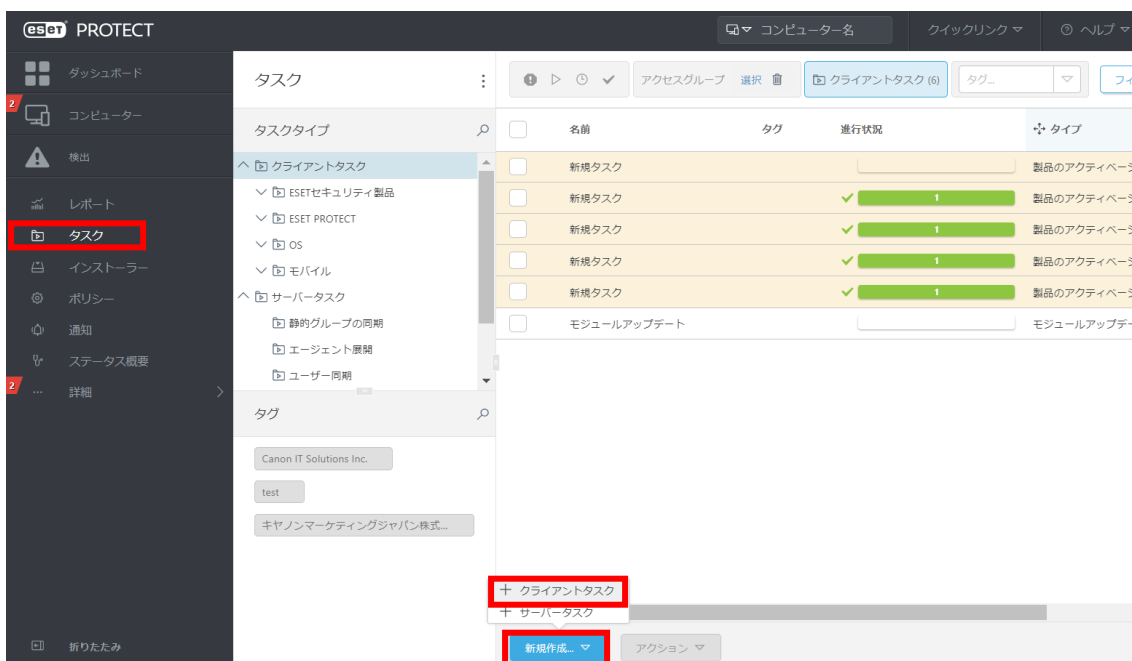 eset PROTECT
コンピューター名
クイックリンク
ヘルプ
2
ダッシュボード
コンピューター
検出
レポート
タスク
インストーラー
ポリシー
通知
ステータス概要
2
詳細
折りたたみ
タスク
タスクタイプ
クライアントタスク
ESETセキュリティ製品
ESET PROTECT
OS
モバイル
サーバータスク
静的グループの同期
エージェント展開
ユーザー同期
タグ
Canon IT Solutions Inc.
test
キヤノンマーケティングジャパン株式...
アクセスグループ 選択 クライアントタスク (6) タグ... フィ
名前 タグ 進行状況 タイプ
新規タスク 製品のアクティベーシ
新規タスク 1 製品のアクティベーシ
新規タスク 1 製品のアクティベーシ
新規タスク 1 製品のアクティベーシ
新規タスク 1 製品のアクティベーシ
モジュールアップデート モジュールアップデー
+ クライアントタスク
+ サーバータスク
新規作成... アクション